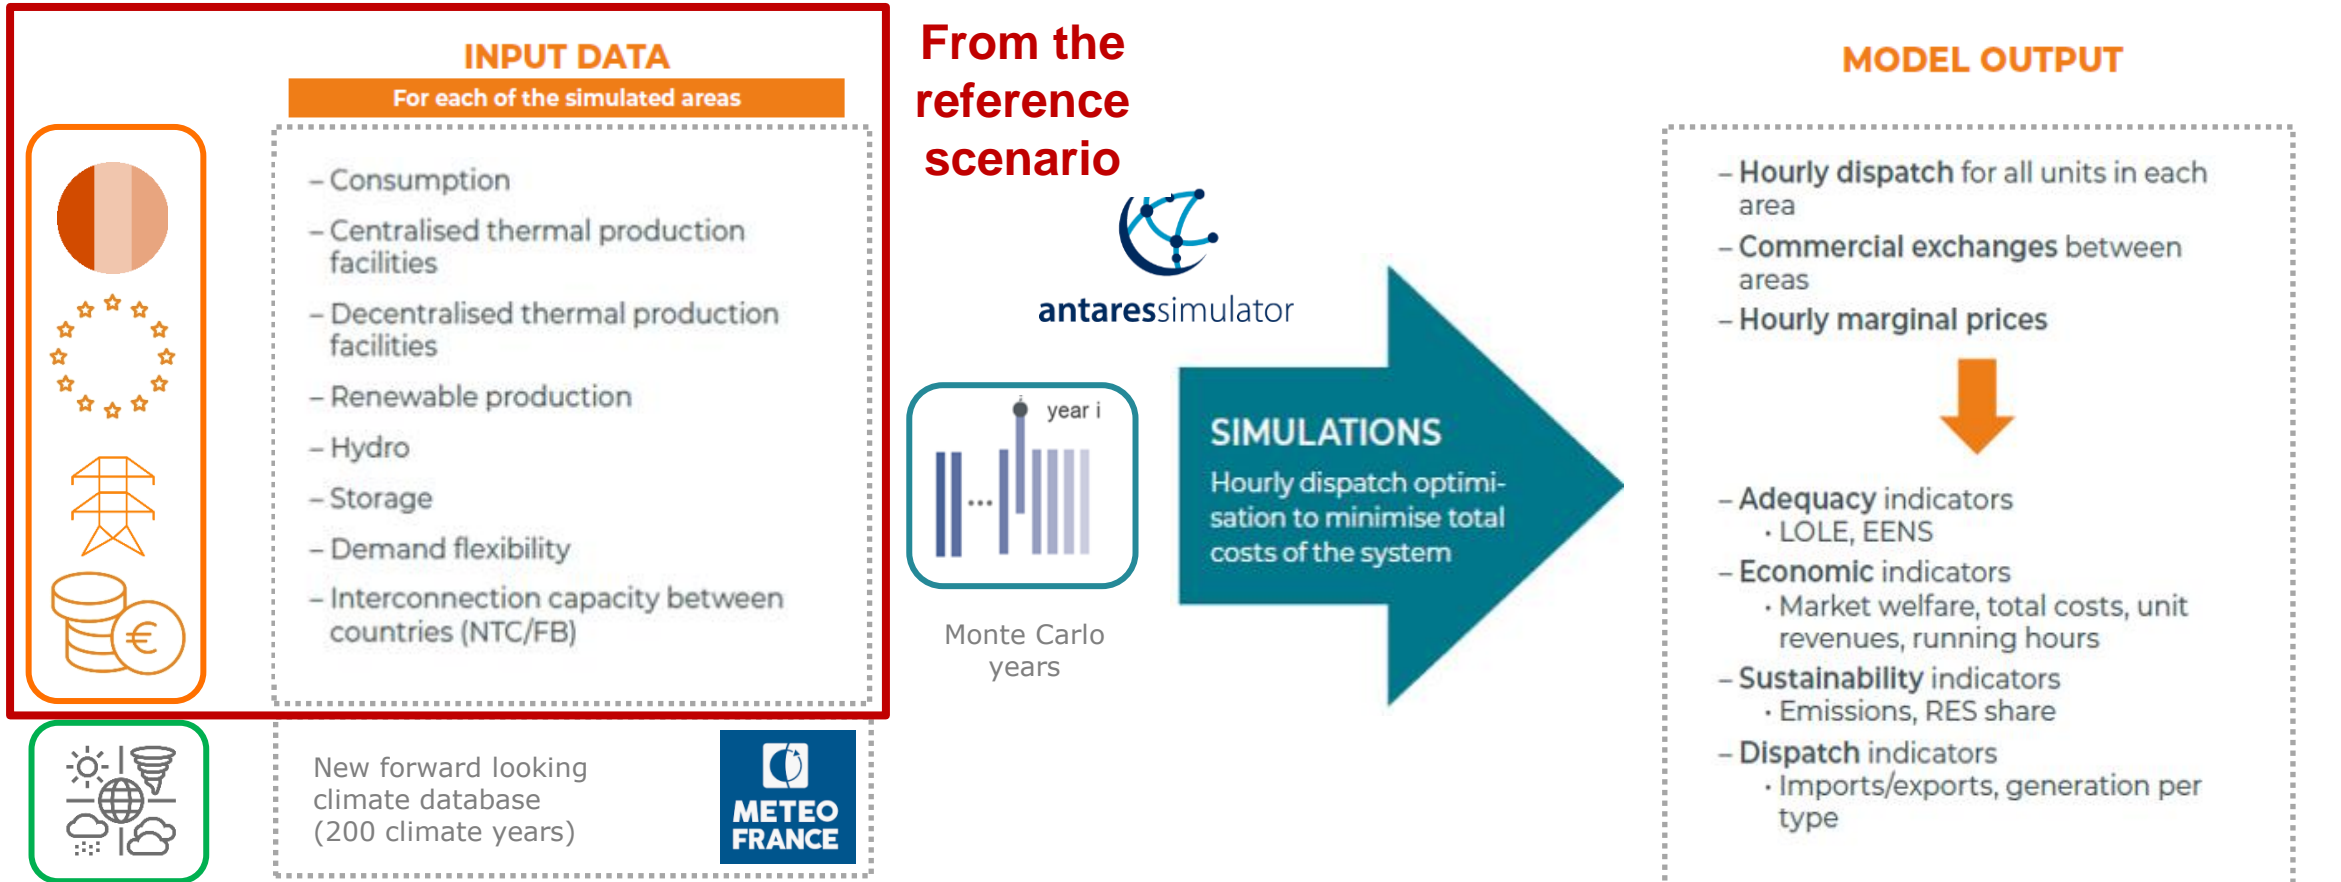 INPUT DATA
For each of the simulated areas
– Consumption
– Centralised thermal production
facilities
– Decentralised thermal production
facilities
– Renewable production
– Hydro
– Storage
– Demand flexibility
– Interconnection capacity between
countries (NTC/FB)
€
New forward looking
climate database
(200 climate years)
METEO
FRANCE
From the
reference
scenario
antaressimulator
year i
...
Monte Carlo
years
SIMULATIONS
Hourly dispatch optimi-
sation to minimise total
costs of the system
MODEL OUTPUT
– Hourly dispatch for all units in each
area
– Commercial exchanges between
areas
– Hourly marginal prices
– Adequacy indicators
· LOLE, EENS
– Economic indicators
· Market welfare, total costs, unit
revenues, running hours
– Sustainability indicators
· Emissions, RES share
– Dispatch indicators
· Imports/exports, generation per
type